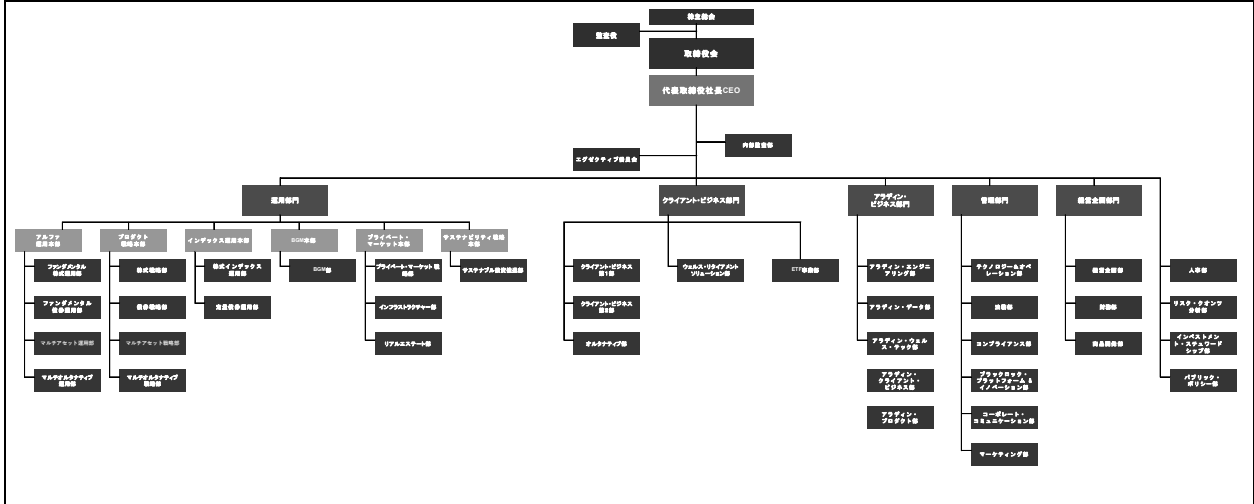 株主総会
監査役
取締役会
代表取締役社長CEO
内部監査部
エグゼクティブ委員会
運用部門
クライアント・ビジネス部門
アラディン・
ビジネス部門
管理部門
経営企画部門
アルファ
運用本部
プロダクト
戦略本部
インデックス運用本部
BGM本部
プライベート・
マーケット本部
サステナビリティ戦略
本部
ファンダメンタル
株式運用部
ファンダメンタル
債券運用部
マルチアセット運用部
マルチオルタナティブ
運用部
株式戦略部
債券戦略部
マルチアセット戦略部
マルチオルタナティブ
戦略部
株式インデックス
運用部
定量債券運用部
BGM部
プライベート・マーケット戦
略部
インフラストラクチャー部
リアルエステート部
サステナブル投資推進部
クライアント・ビジネス
第1部
クライアント・ビジネス
第2部
オルタナティブ部
ウェルス・リタイアメント
ソリューション部
ETF事業部
アラディン・エンジニ
アリング部
アラディン・データ部
アラディン・ウェル
ス・テック部
アラディン・
クライアント・
ビジネス部
アラディン・
プロダクト部
テクノロジー&オペ
レーション部
法務部
コンプライアンス部
ブラックロック・
プラットフォーム &
イノベーション部
コーポレート・
コミュニケーション部
マーケティング部
経営企画部
財務部
商品開発部
人事部
リスク・クオンツ
分析部
インベストメン
ト・スチュワード
シップ部
パブリック・
ポリシー部